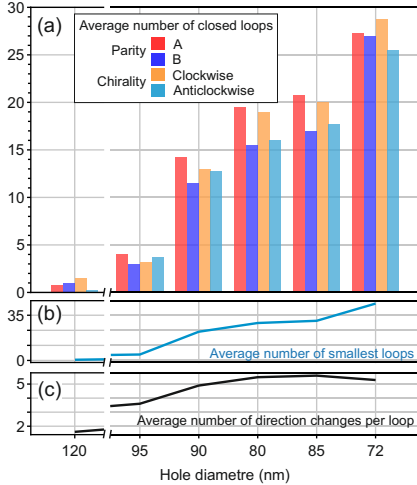 30
25
20
15
10
5
0
(a)
Average number of closed loops
Parity
A
B
Chirality
Clockwise
Anticlockwise
(b)
35
0
Average number of smallest loops
(c)
5
2
Average number of direction changes per loop
120 95 90 80 85 72
Hole diametre (nm)